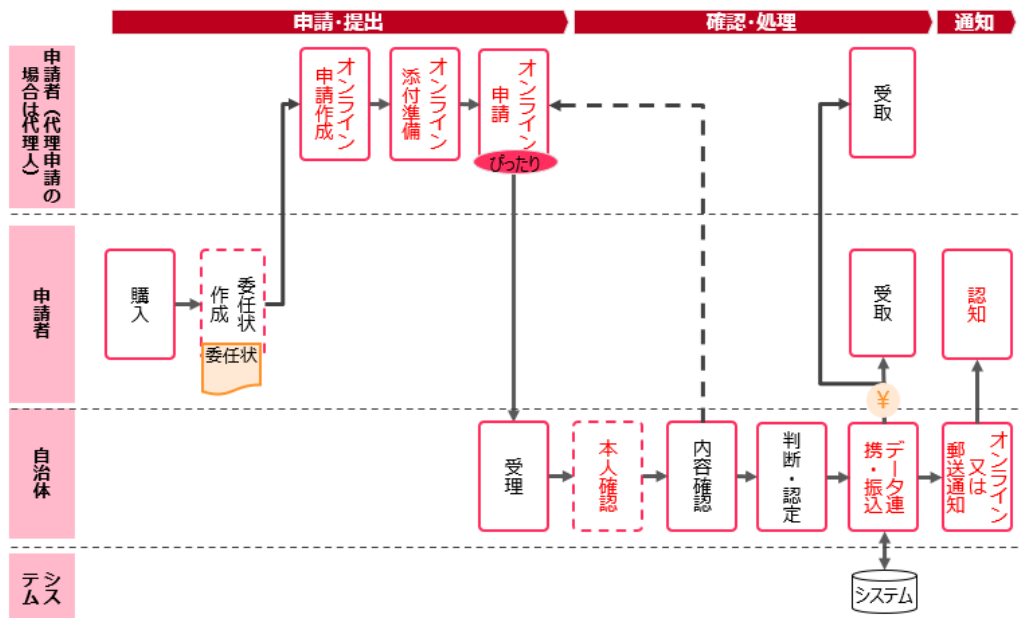 申請・提出
確認・処理
通知
申請者（代理申請の
場合は代理人）
オンライン
申請作成
オンライン
添付準備
オンライン
申請
ぴったり
受取
申請者
購入
委任状
作成
委任状
受取
認知
¥
自治体
受理
本人確認
内容確認
判断・認定
データ連
携・振込
オンライン
又は
郵送通知
シス
テム
システム